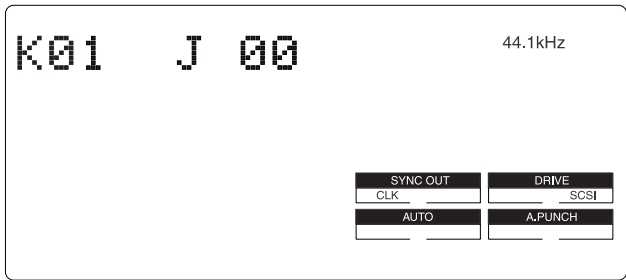 K01 J 00 44.1kHz
SYNC OUT DRIVE
CLK SCSI
AUTO A.PUNCH